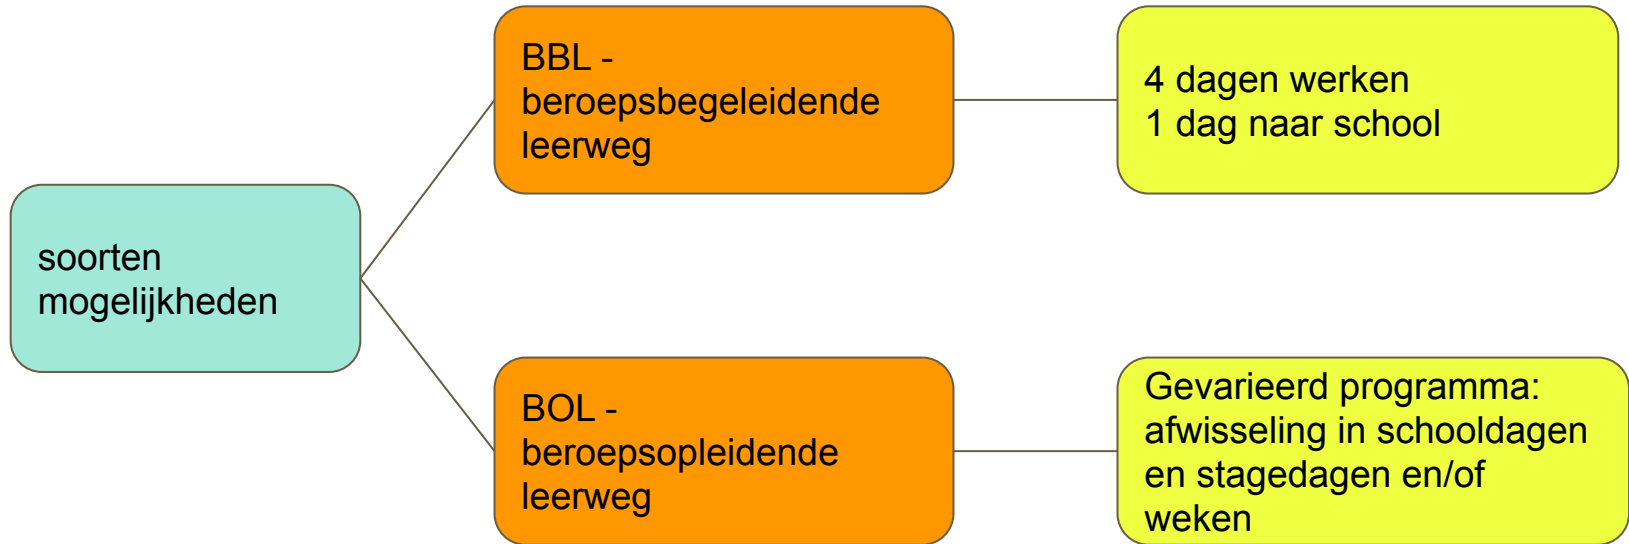 soorten
mogelijkheden
BBL -
beroepsbegeleidende
leerweg
4 dagen werken
1 dag naar school
BOL -
beroepsopleidende
leerweg
Gevarieerd programma:
afwisseling in schooldagen
en stagedagen en/of
weken